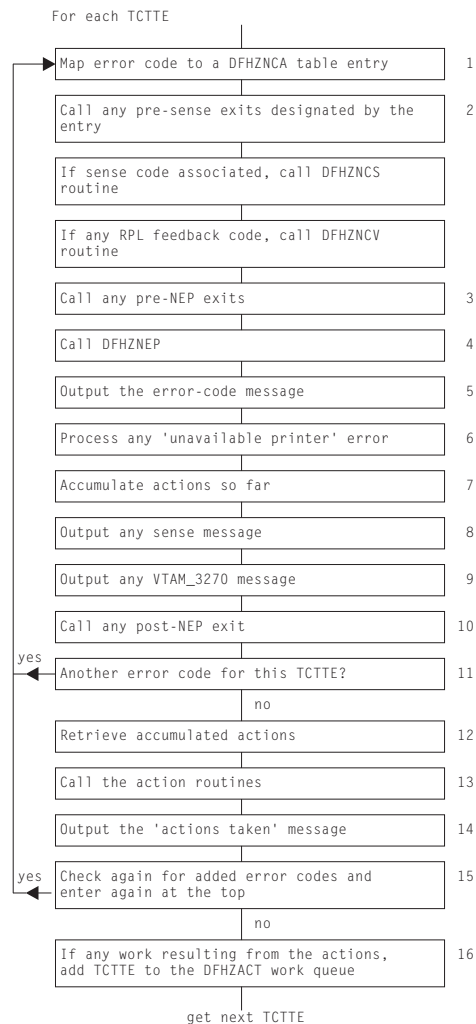 For each TCTTE
Map error code to a DFHZNCA table entry 1
Call any pre-sense exits designated by the 2
entry
If sense code associated, call DFHZNCS
routine
If any RPL feedback code, call DFHZNCV
routine
Call any pre-NEP exits 3
Call DFHZNEP 4
Output the error-code message 5
Process any 'unavailable printer' error 6
Accumulate actions so far 7
Output any sense message 8
Output any VTAM_3270 message 9
Call any post-NEP exit 10
yes
Another error code for this TCTTE? 11
no
Retrieve accumulated actions 12
Call the action routines 13
Output the 'actions taken' message 14
yes Check again for added error codes and 15
enter again at the top
no
If any work resulting from the actions, 16
add TCTTE to the DFHZACT work queue
get next TCTTE